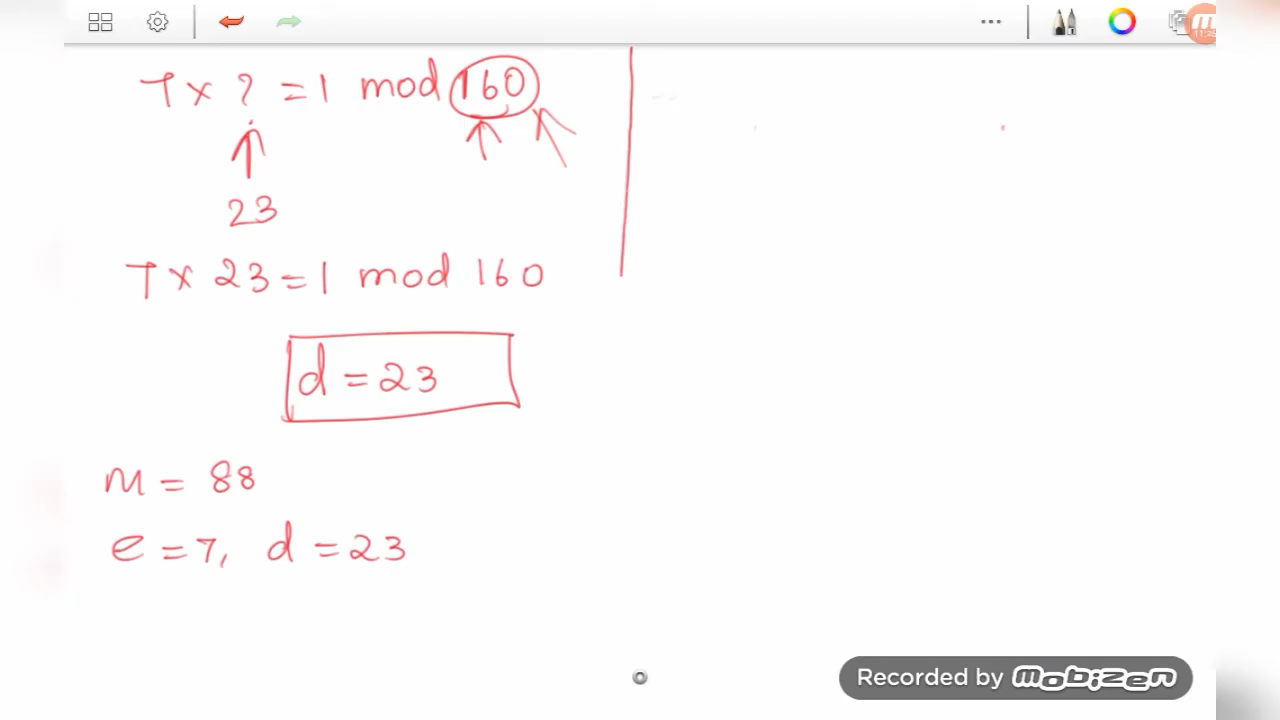 7 x ? = 1 mod 160
23
7 x 23 = 1 mod 160
d = 23
M = 88
e = 7, d = 23
Recorded by mobizen